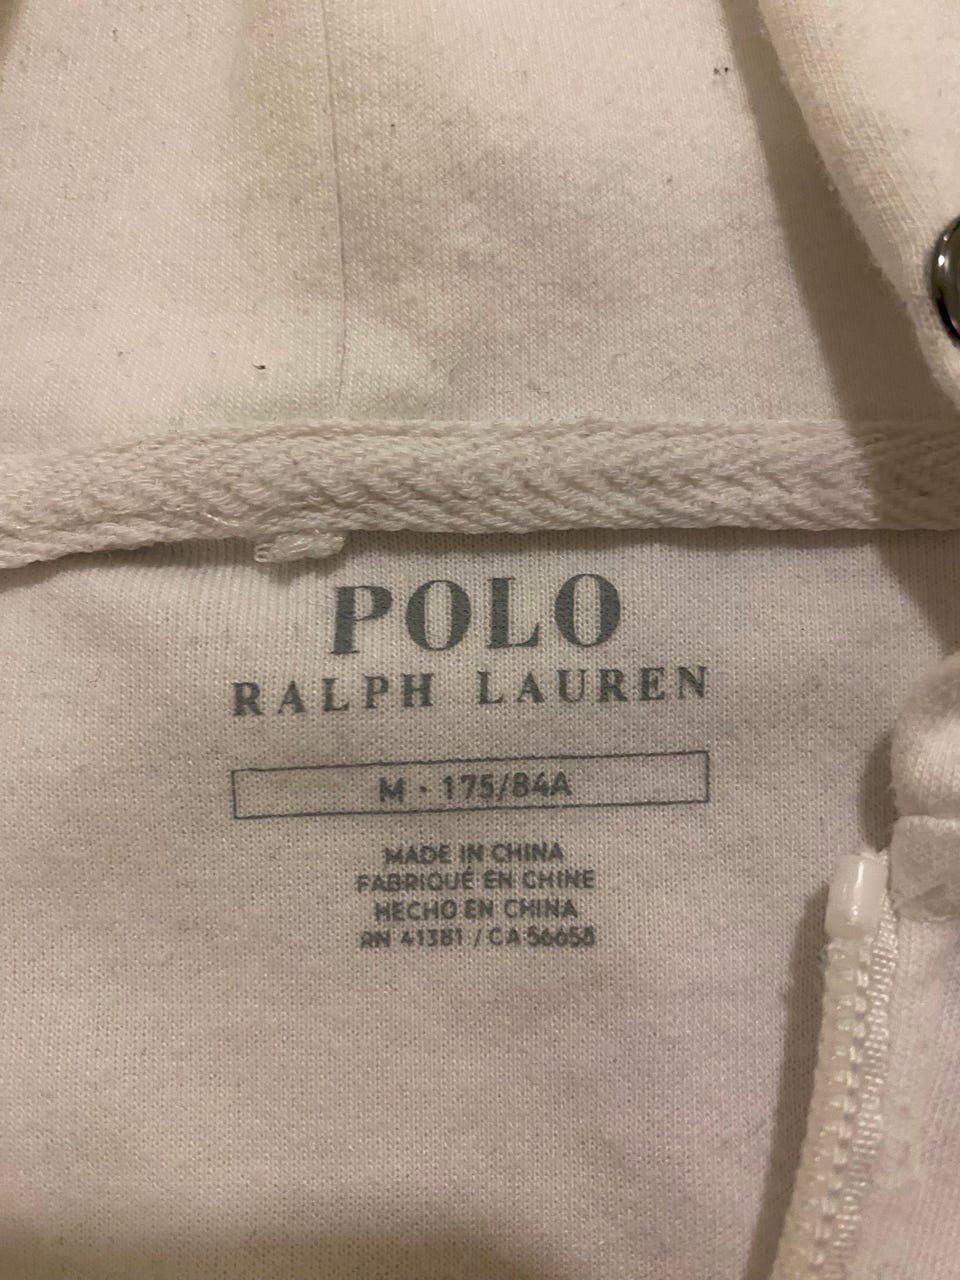 POLO
RALPH LAUREN
M · 175/84A
MADE IN CHINA
FABRIQUÉ EN CHINE
HECHO EN CHINA
RN 41381 / CA 56658